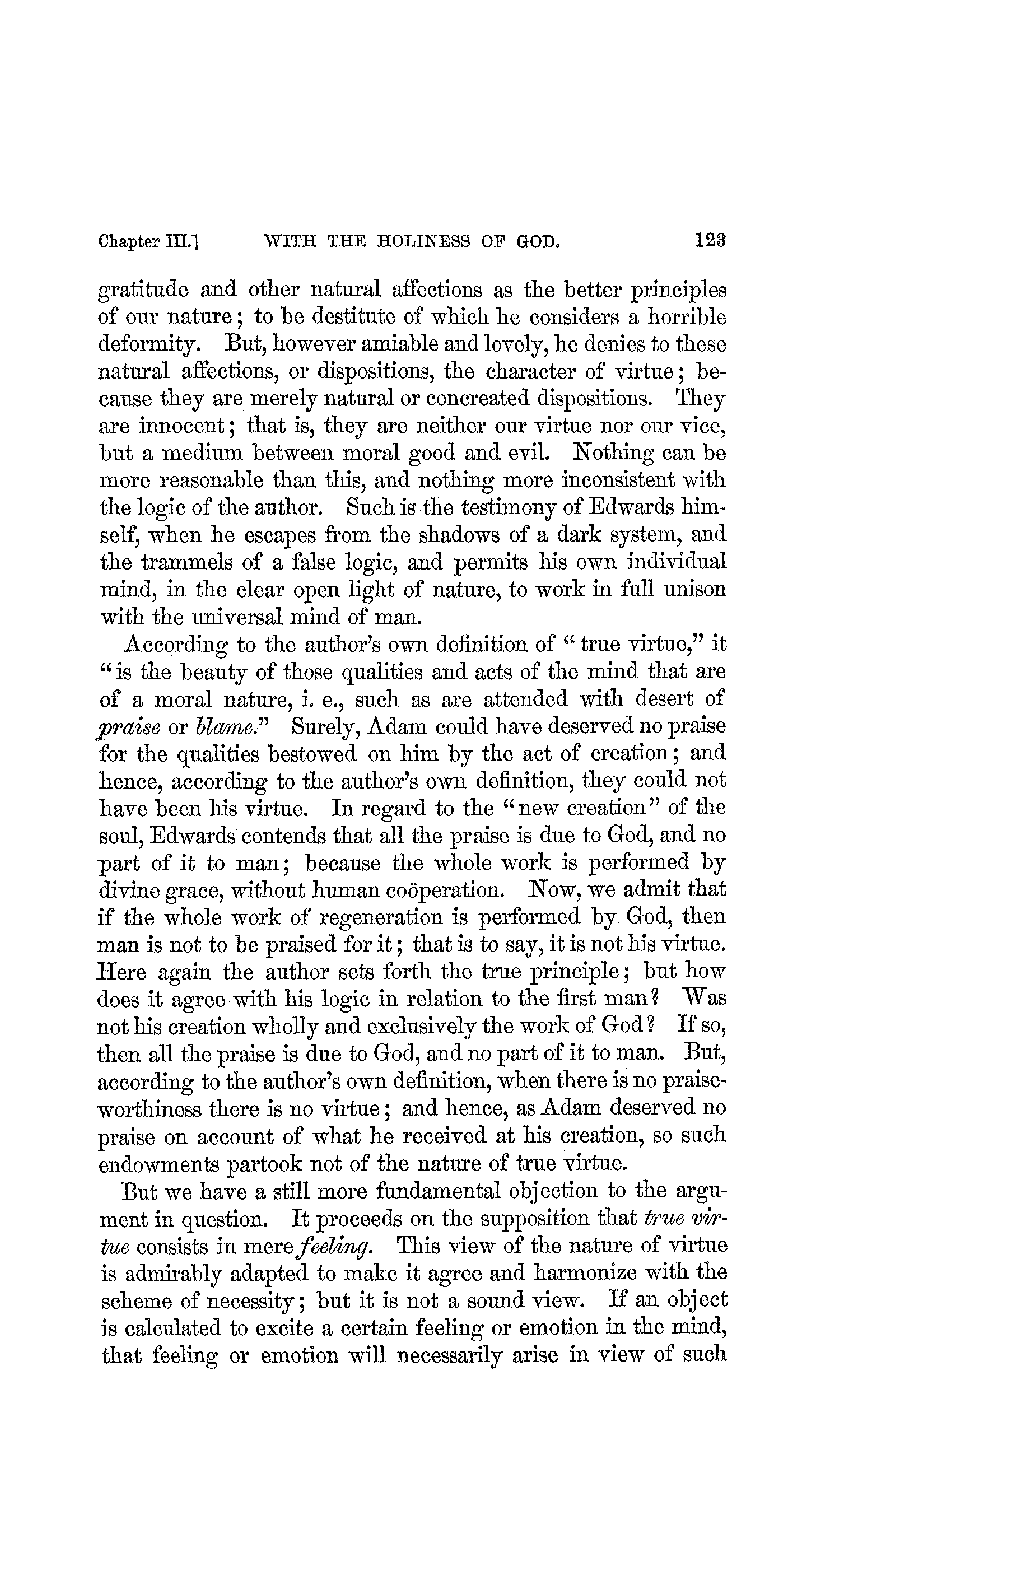 Chapter III.] WITH THE HOLINESS OF GOD. 123
gratitude and other natural affections as the better principles
of our nature; to be destitute of which he considers a horrible
deformity. But, however amiable and lovely, he denies to these
natural affections, or dispositions, the character of virtue; be-
cause they are merely natural or concreated dispositions. They
are innocent; that is, they are neither our virtue nor our vice,
but a medium between moral good and evil. Nothing can be
more reasonable than this, and nothing more inconsistent with
the logic of the author. Such is the testimony of Edwards him-
self, when he escapes from the shadows of a dark system, and
the trammels of a false logic, and permits his own individual
mind, in the clear open light of nature, to work in full unison
with the universal mind of man.
According to the author's own definition of "true virtue," it
"is the beauty of those qualities and acts of the mind that are
of a moral nature, i. e., such as are attended with desert of
praise or blame." Surely, Adam could have deserved no praise
for the qualities bestowed on him by the act of creation; and
hence, according to the author's own definition, they could not
have been his virtue. In regard to the "new creation" of the
soul, Edwards contends that all the praise is due to God, and no
part of it to man; because the whole work is performed by
divine grace, without human coöperation. Now, we admit that
if the whole work of regeneration is performed by God, then
man is not to be praised for it; that is to say, it is not his virtue.
Here again the author sets forth the true principle; but how
does it agree with his logic in relation to the first man? Was
not his creation wholly and exclusively the work of God? If so,
then all the praise is due to God, and no part of it to man. But,
according to the author's own definition, when there is no praise-
worthiness there is no virtue; and hence, as Adam deserved no
praise on account of what he received at his creation, so such
endowments partook not of the nature of true virtue.
But we have a still more fundamental objection to the argu-
ment in question. It proceeds on the supposition that true vir-
tue consists in mere feeling. This view of the nature of virtue
is admirably adapted to make it agree and harmonize with the
scheme of necessity; but it is not a sound view. If an object
is calculated to excite a certain feeling or emotion in the mind,
that feeling or emotion will necessarily arise in view of such